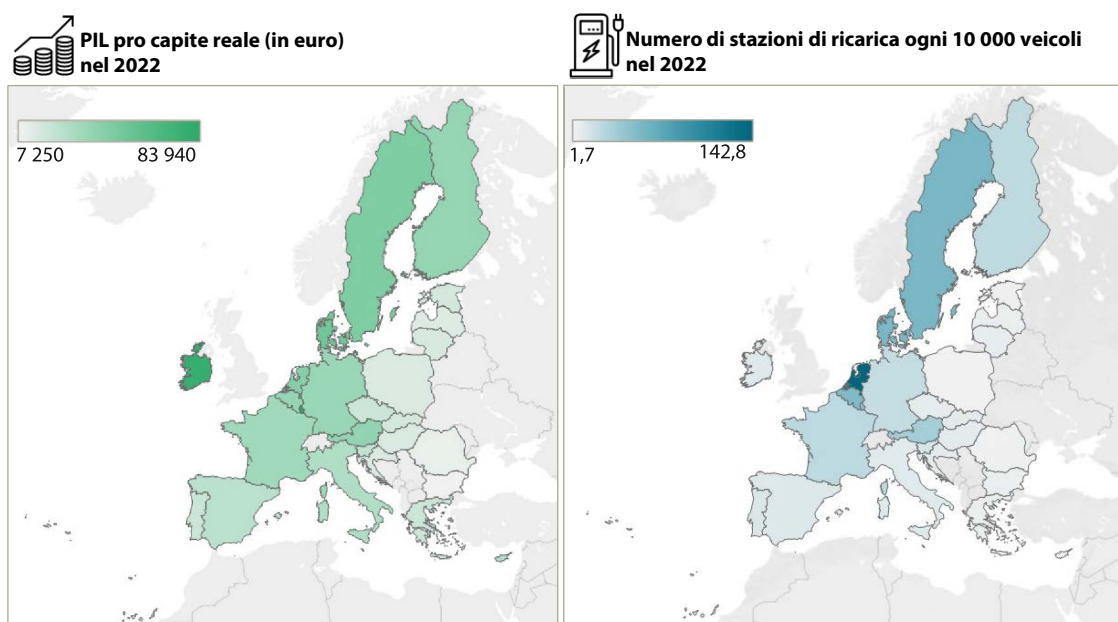 PIL pro capite reale (in euro)
nel 2022
7 250
83 940
Numero di stazioni di ricarica ogni 10 000 veicoli
nel 2022
1,7
142,8